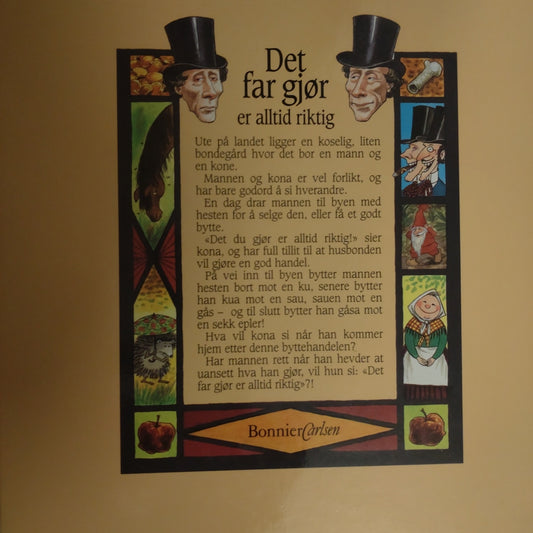 Det
far gjør
er alltid riktig
Ute på landet ligger en koselig, liten
bondegård hvor det bor en mann og
en kone.
Mannen og kona er vel forlikt, og
har bare godord å si hverandre.
En dag drar mannen til byen med
hesten for å selge den, eller få et godt
bytte.
«Det du gjør er alltid riktig!» sier
kona, og har full tillit til at husbonden
vil gjøre en god handel.
På vei inn til byen bytter mannen
hesten bort mot en ku, senere bytter
han kua mot en sau, sauen mot en
gås – og til slutt bytter han gåsa mot
en sekk epler!
Hva vil kona si når han kommer
hjem etter denne byttehandelen?
Har mannen rett når han hevder at
uansett hva han gjør, vil hun si: «Det
far gjør er alltid riktig»?!
BonnierCarlsen